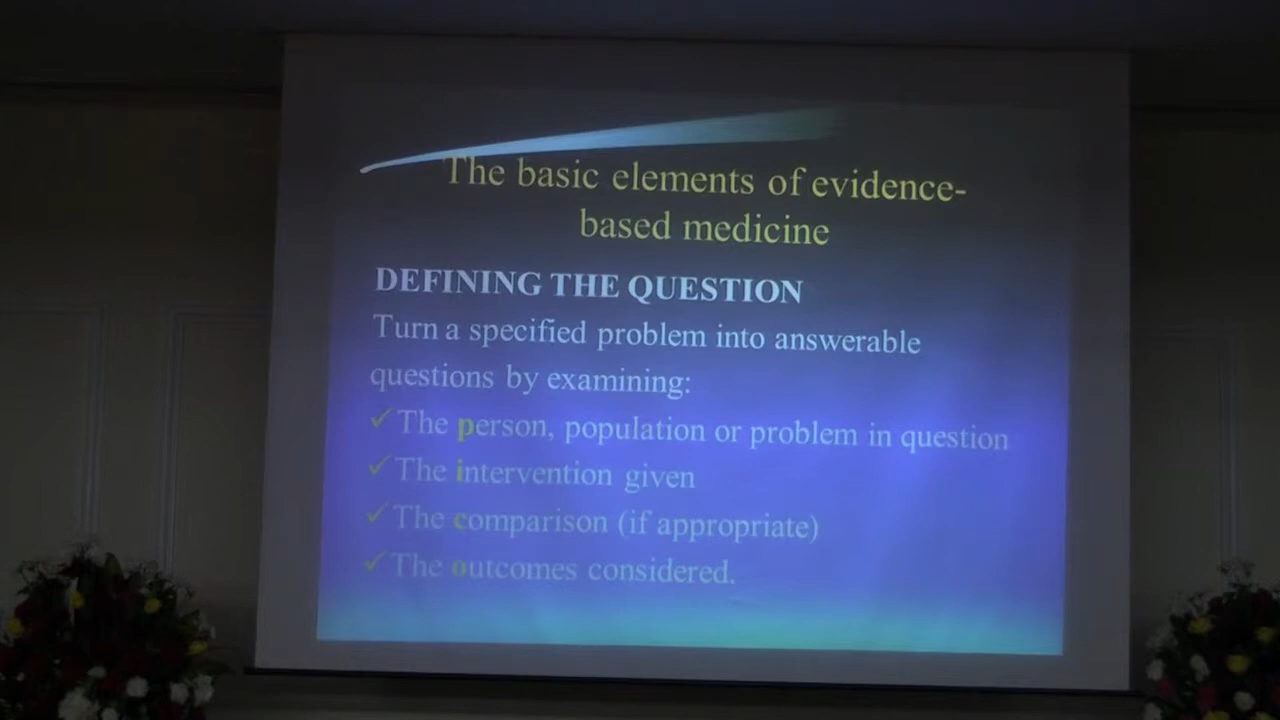 The basic elements of evidence-
based medicine
DEFINING THE QUESTION
Turn a specified problem into answerable
questions by examining:
✓The person, population or problem in question
✓The intervention given
✓The comparison (if appropriate)
✓The outcomes considered.